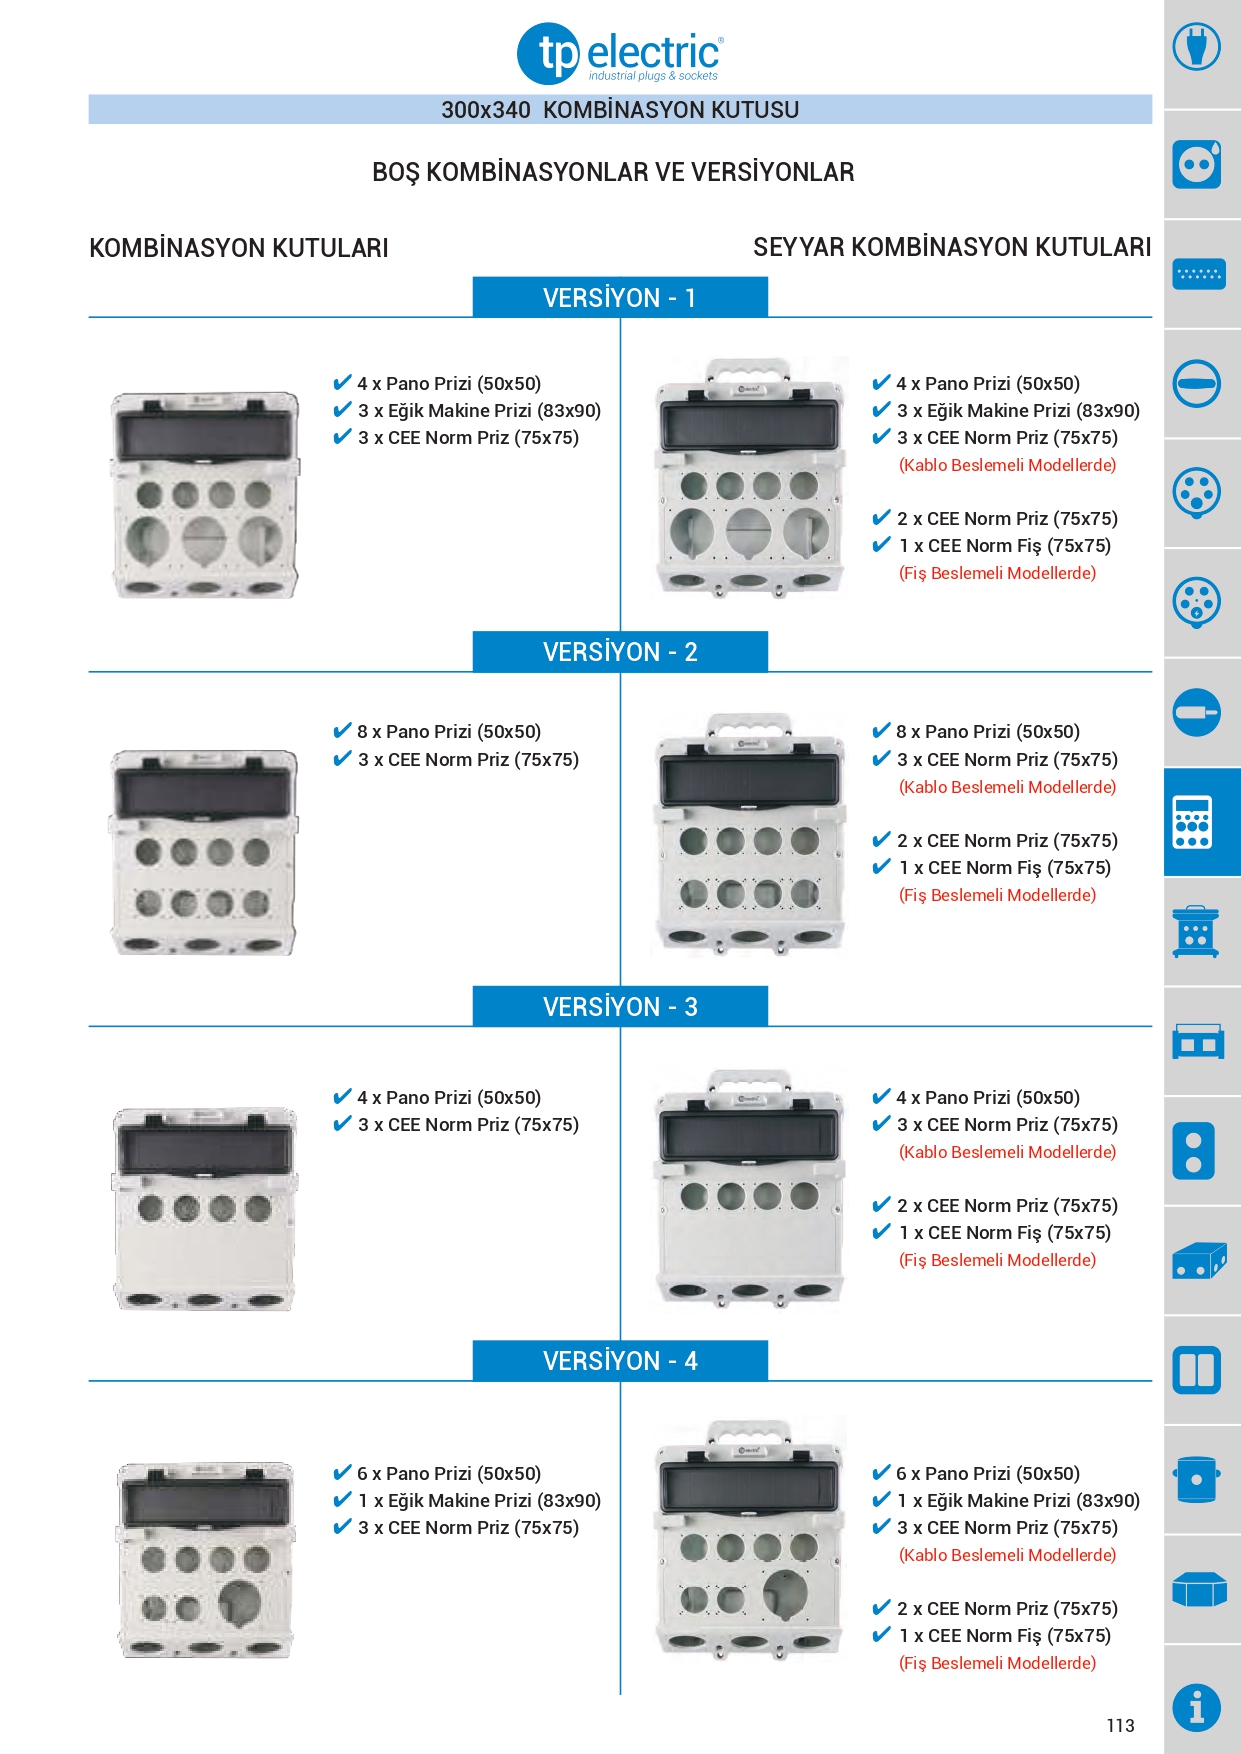 tp electric®
industrial plugs & sockets
300x340 KOMBİNASYON KUTUSU
BOŞ KOMBİNASYONLAR VE VERSİYONLAR
KOMBİNASYON KUTULARI
SEYYAR KOMBİNASYON KUTULARI
VERSİYON - 1
✔ 4 x Pano Prizi (50x50)
✔ 3 x Eğik Makine Prizi (83x90)
✔ 3 x CEE Norm Priz (75x75)
✔ 4 x Pano Prizi (50x50)
✔ 3 x Eğik Makine Prizi (83x90)
✔ 3 x CEE Norm Priz (75x75)
(Kablo Beslemeli Modellerde)
✔ 2 x CEE Norm Priz (75x75)
✔ 1 x CEE Norm Fiş (75x75)
(Fiş Beslemeli Modellerde)
VERSİYON - 2
✔ 8 x Pano Prizi (50x50)
✔ 3 x CEE Norm Priz (75x75)
✔ 8 x Pano Prizi (50x50)
✔ 3 x CEE Norm Priz (75x75)
(Kablo Beslemeli Modellerde)
✔ 2 x CEE Norm Priz (75x75)
✔ 1 x CEE Norm Fiş (75x75)
(Fiş Beslemeli Modellerde)
VERSİYON - 3
✔ 4 x Pano Prizi (50x50)
✔ 3 x CEE Norm Priz (75x75)
✔ 4 x Pano Prizi (50x50)
✔ 3 x CEE Norm Priz (75x75)
(Kablo Beslemeli Modellerde)
✔ 2 x CEE Norm Priz (75x75)
✔ 1 x CEE Norm Fiş (75x75)
(Fiş Beslemeli Modellerde)
VERSİYON - 4
✔ 6 x Pano Prizi (50x50)
✔ 1 x Eğik Makine Prizi (83x90)
✔ 3 x CEE Norm Priz (75x75)
✔ 6 x Pano Prizi (50x50)
✔ 1 x Eğik Makine Prizi (83x90)
✔ 3 x CEE Norm Priz (75x75)
(Kablo Beslemeli Modellerde)
✔ 2 x CEE Norm Priz (75x75)
✔ 1 x CEE Norm Fiş (75x75)
(Fiş Beslemeli Modellerde)
113